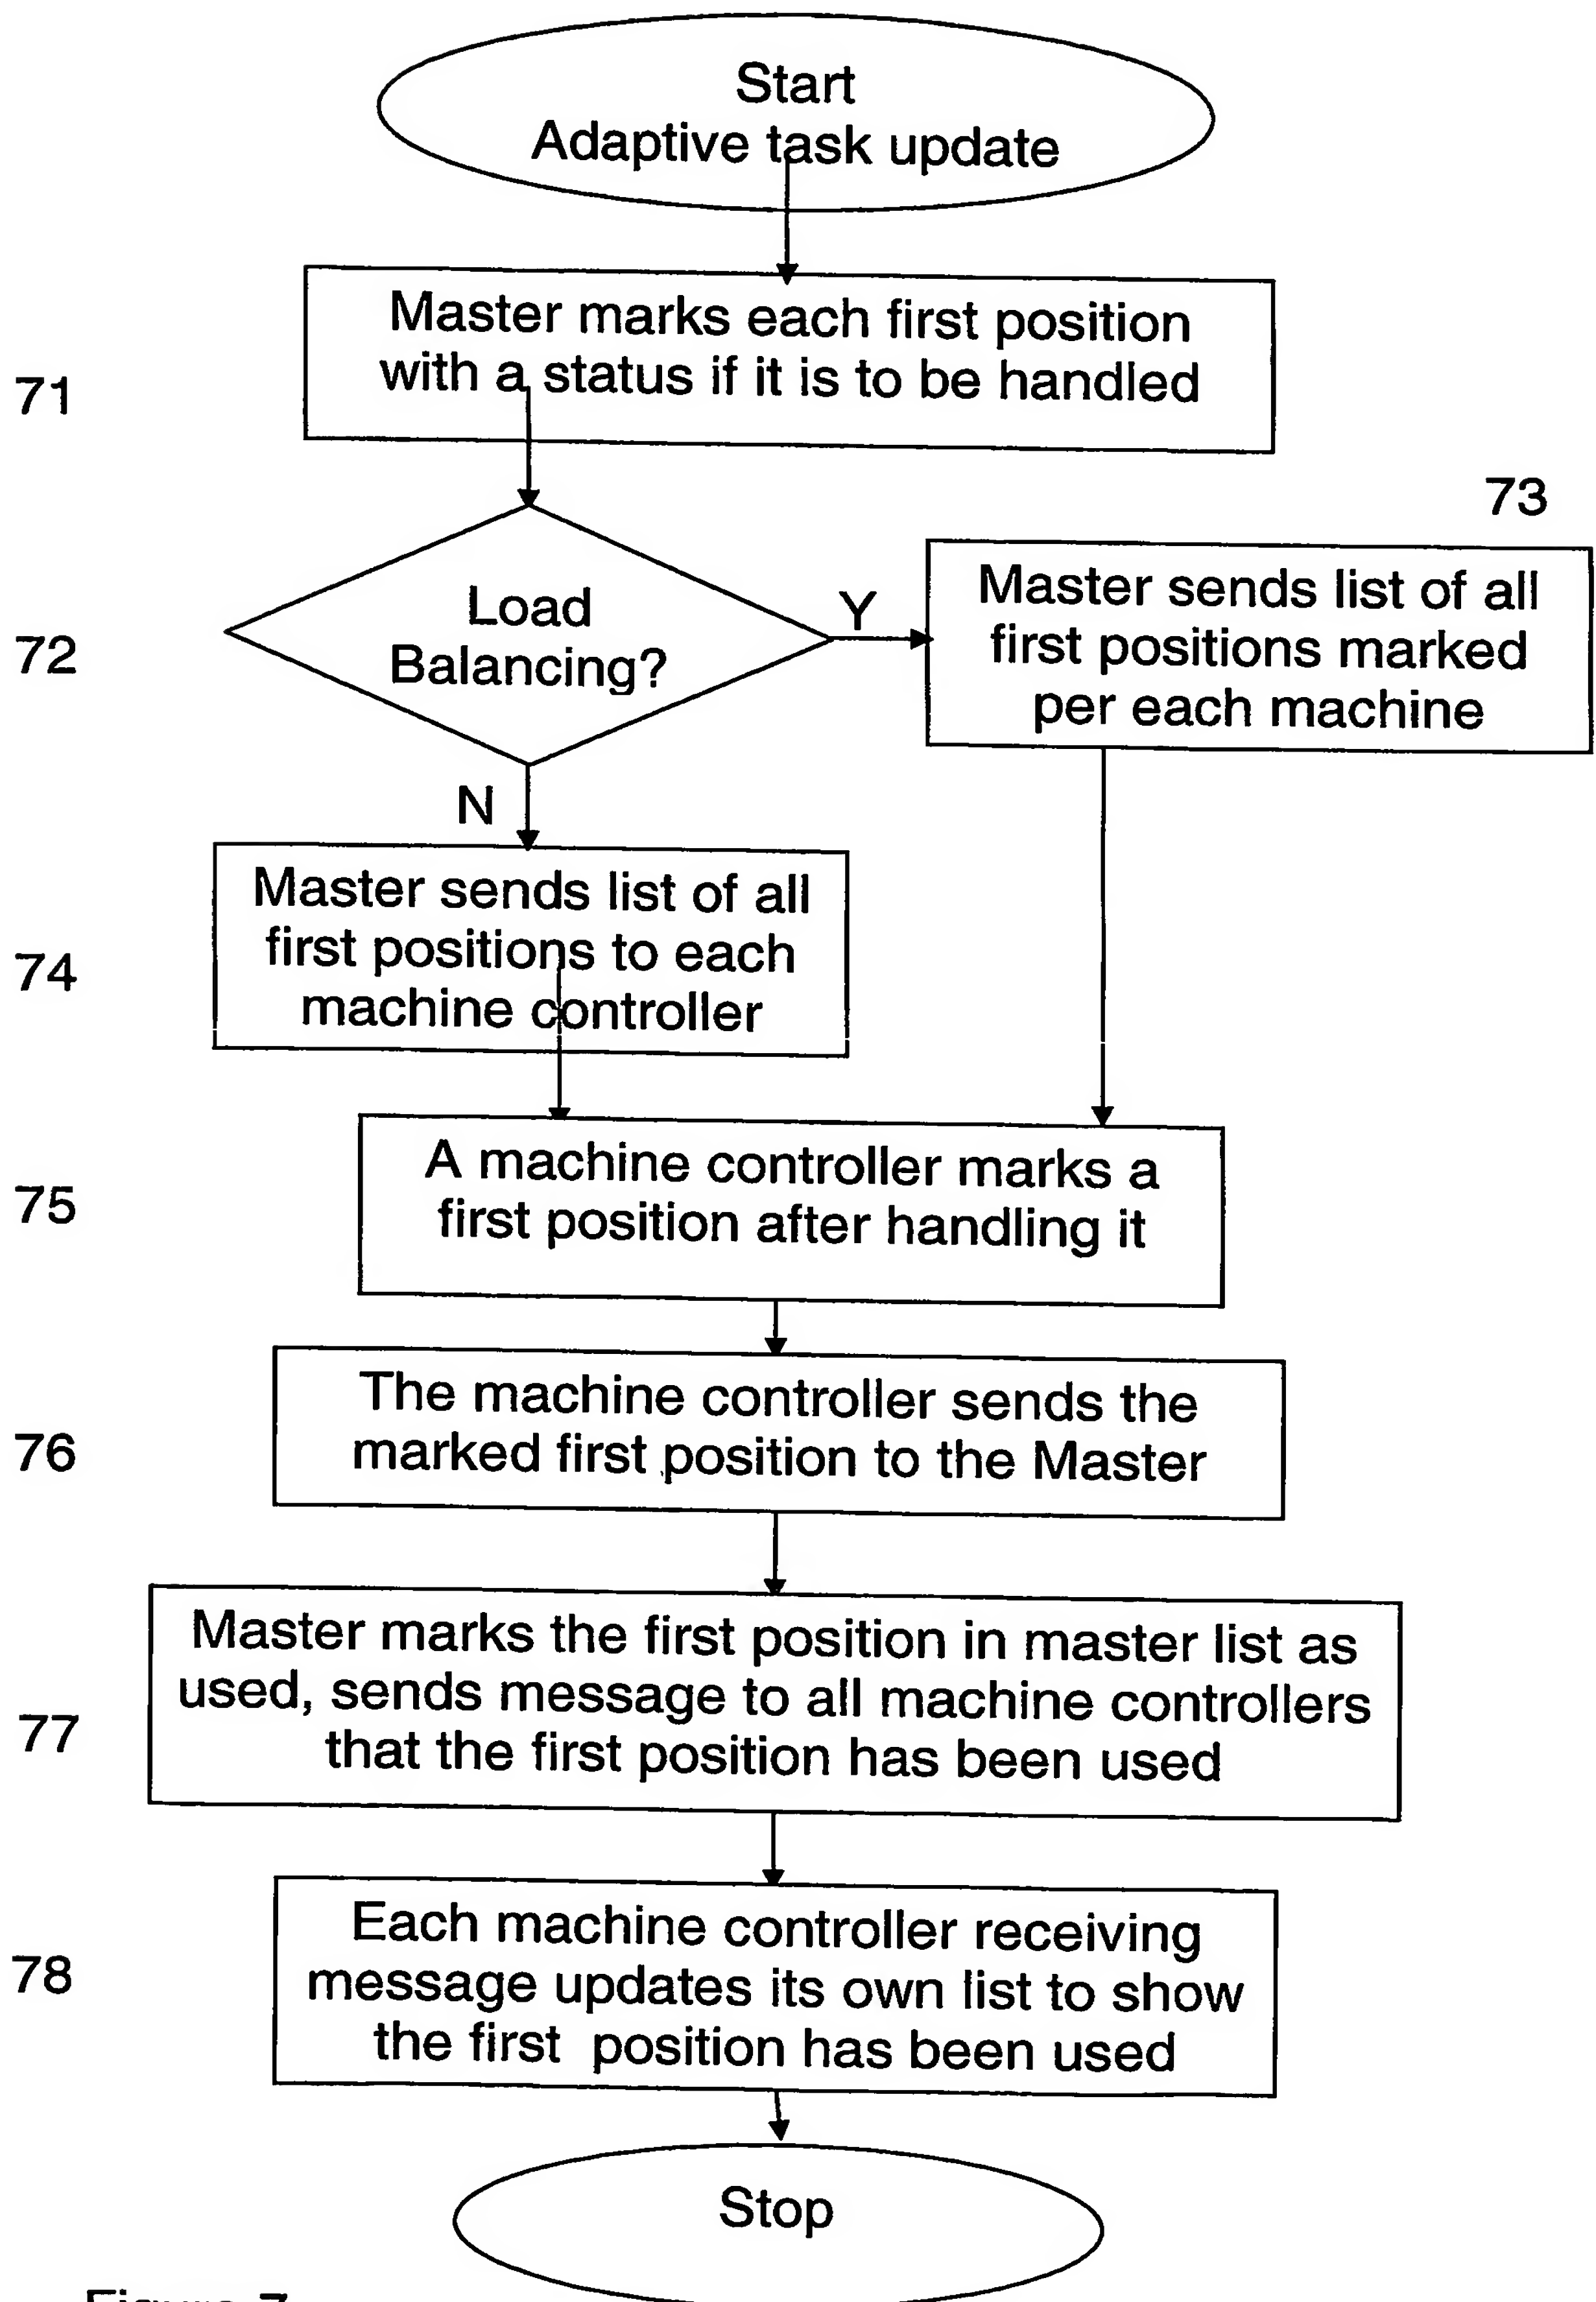 Start
Adaptive task update
Master marks each first position
with a status if it is to be handled
71
73
Load
Balancing?
Y
72
Master sends list of all
first positions marked
per each machine
N
Master sends list of all
first positions to each
machine controller
74
A machine controller marks a
first position after handling it
75
The machine controller sends the
marked first position to the Master
76
Master marks the first position in master list as
used, sends message to all machine controllers
that the first position has been used
77
Each machine controller receiving
message updates its own list to show
the first position has been used
78
Stop
Figure 7